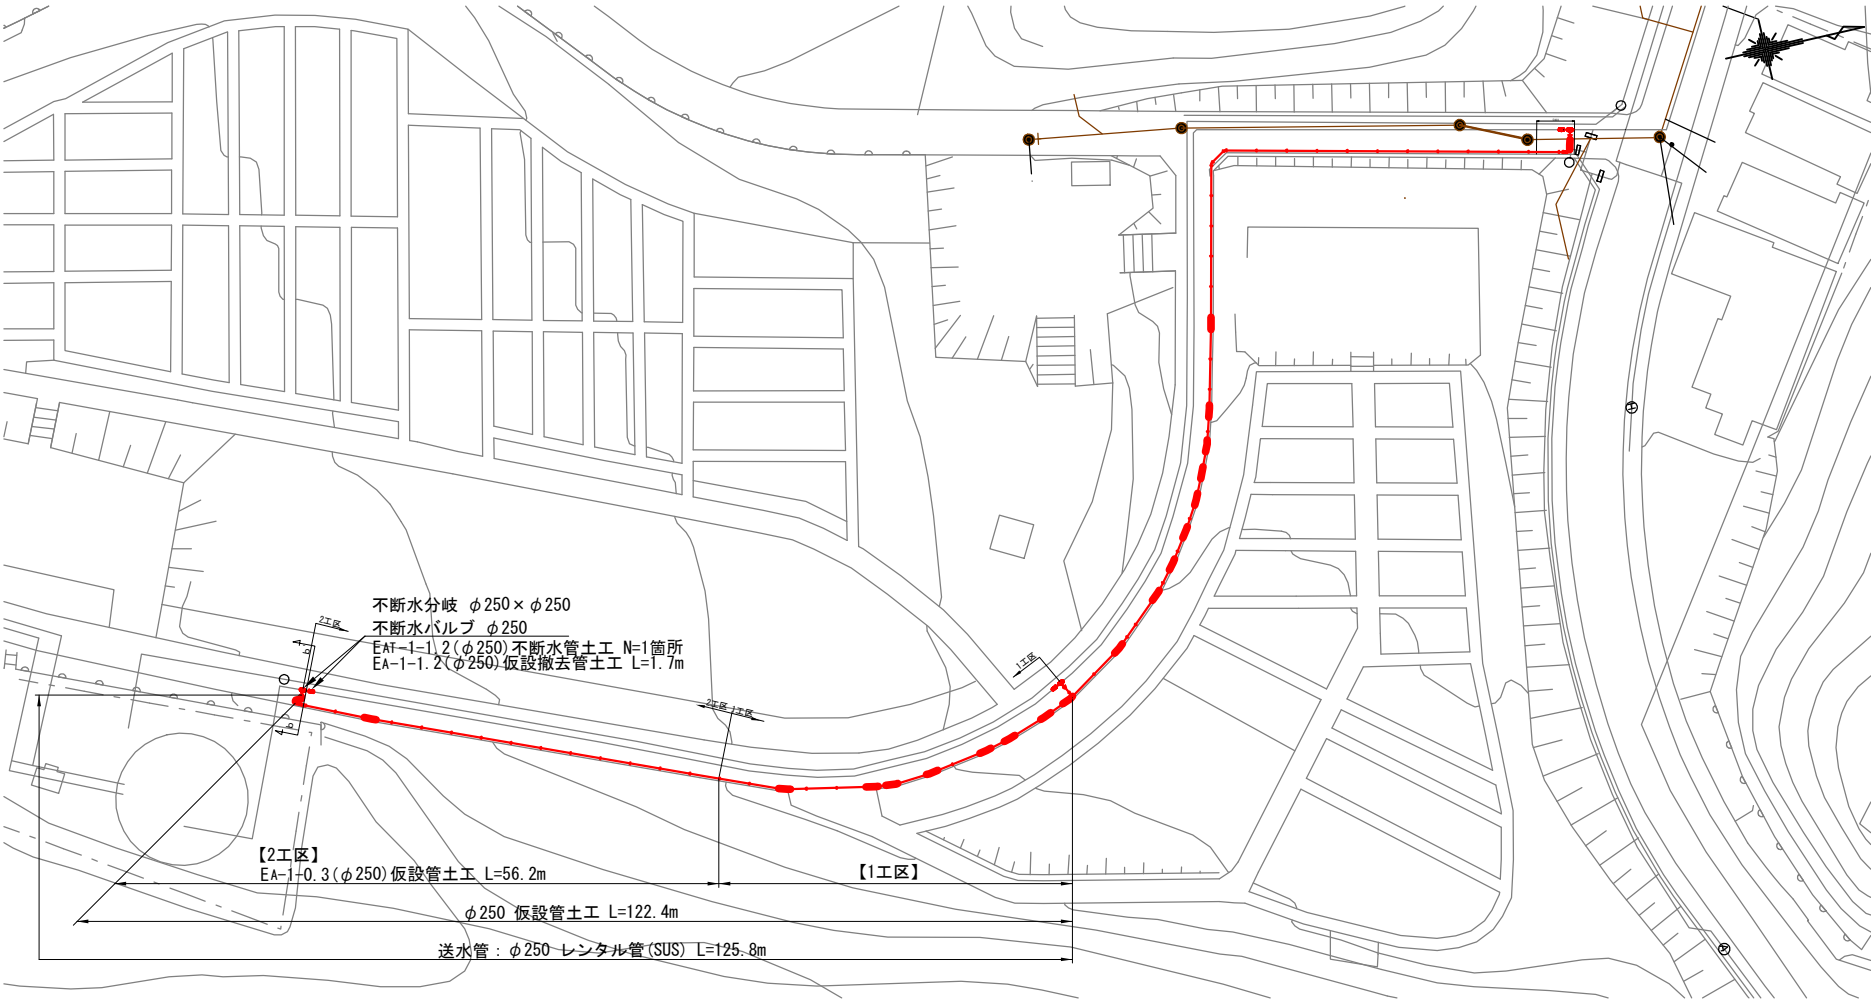 不断水分岐 φ250×φ250
不断水バルブ φ250
EAT-1-1.2(φ250)不断水管土工 N=1箇所
EA-1-1.2(φ250)仮設撤去管土工 L=1.7m
2工区
1工区
2工区 1工区
【2工区】
EA-1-0.3(φ250)仮設管土工 L=56.2m
【1工区】
φ250 仮設管土工 L=122.4m
送水管：φ250 レンタル管(SUS) L=125.8m